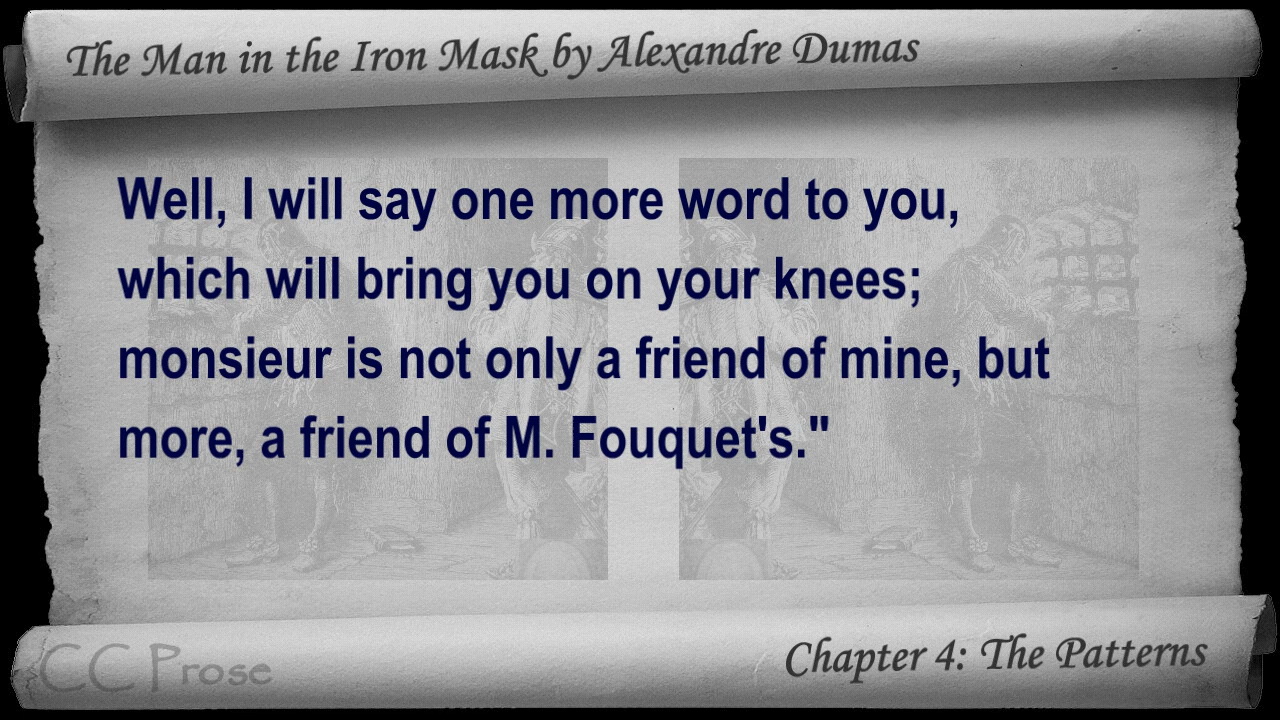 The Man in the Iron Mask by Alexandre Dumas
Well, I will say one more word to you,
which will bring you on your knees;
monsieur is not only a friend of mine, but
more, a friend of M. Fouquet's."
CC Prose
Chapter 4: The Patterns